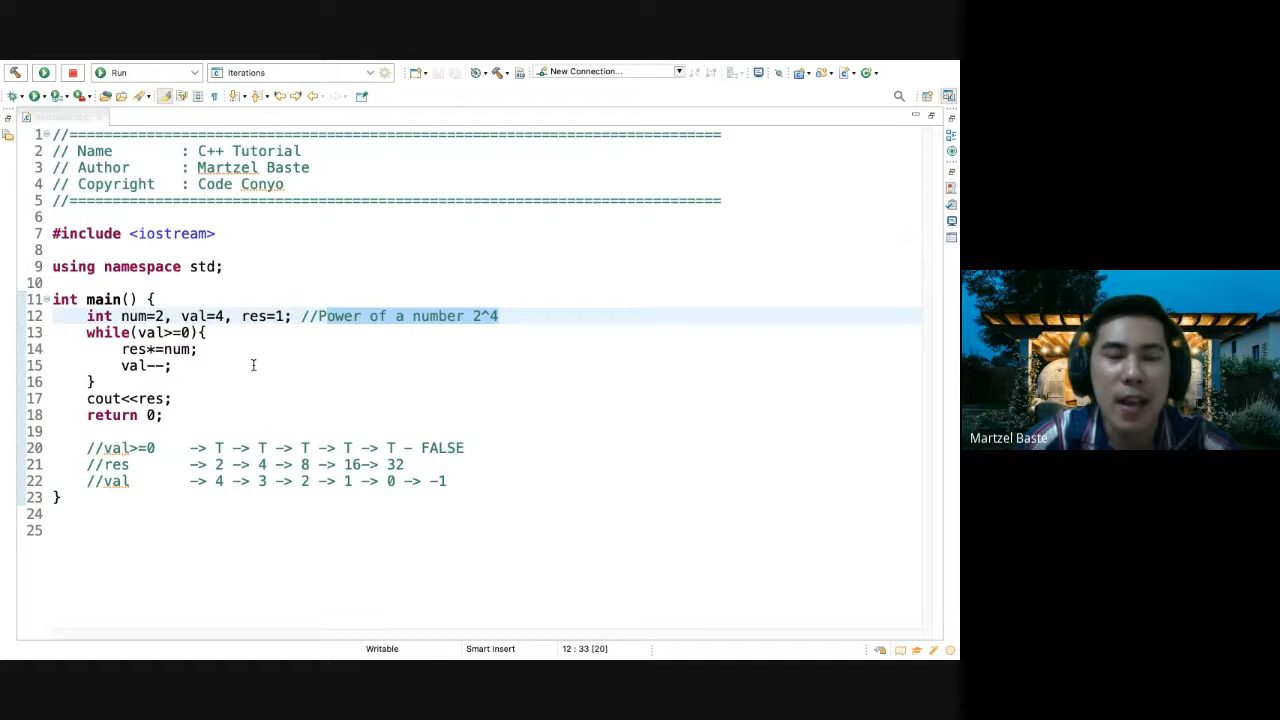 Run
Iterations
New Connection...
1 //============================================================================
2 // Name : C++ Tutorial
3 // Author : Martzel Baste
4 // Copyright : Code Conyo
5 //============================================================================
6
7 #include <iostream>
8
9 using namespace std;
10
11 int main() {
12 int num=2, val=4, res=1; //Power of a number 2^4
13 while(val>=0){
14 res*=num;
15 val--;
16 }
17 cout<<res;
18 return 0;
19
20 //val>=0 -> T -> T -> T -> T -> T - FALSE
21 //res -> 2 -> 4 -> 8 -> 16-> 32
22 //val -> 4 -> 3 -> 2 -> 1 -> 0 -> -1
23 }
24
25
Writable
Smart Insert
12 : 33 [20]
Martzel Baste